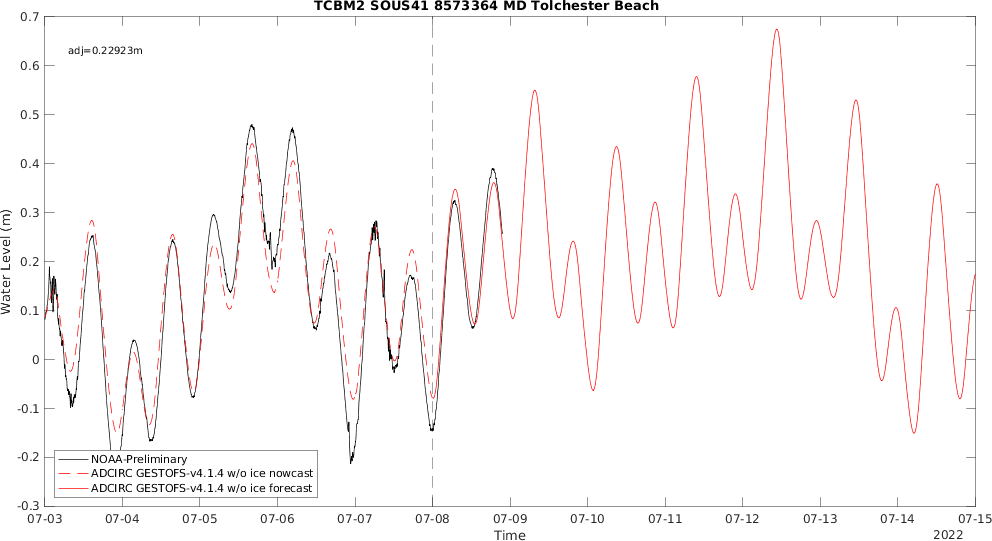 TCBM2 SOUS41 8573364 MD Tolchester Beach
adj=0.22923m
Water Level (m)
0.7
0.6
0.5
0.4
0.3
0.2
0.1
0
-0.1
-0.2
-0.3
NOAA-Preliminary
ADCIRC GESTOFS-v4.1.4 w/o ice nowcast
ADCIRC GESTOFS-v4.1.4 w/o ice forecast
07-03 07-04 07-05 07-06 07-07 07-08 07-09 07-10 07-11 07-12 07-13 07-14 07-15
Time
2022